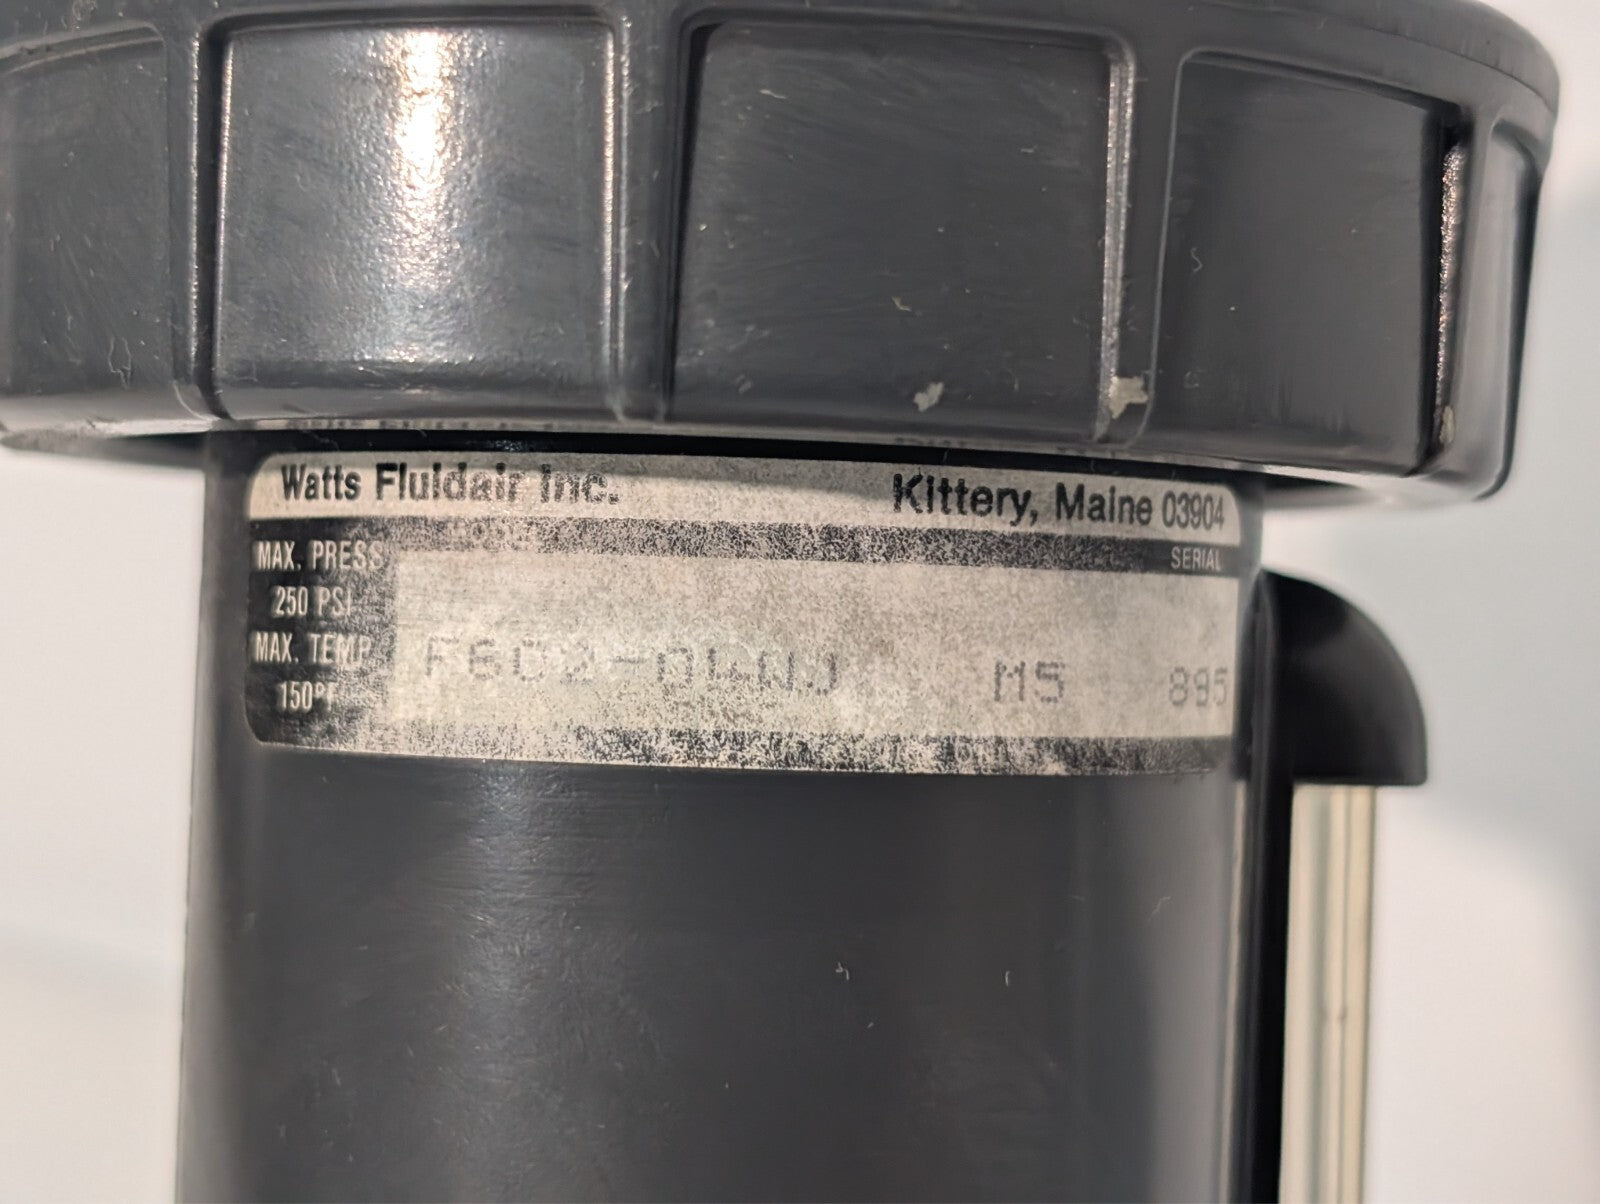 Watts Fluidair Inc. Kittery, Maine 03904
MAX. PRESS SERIAL
250 PSI
MAX. TEMP
150°F
M5 895